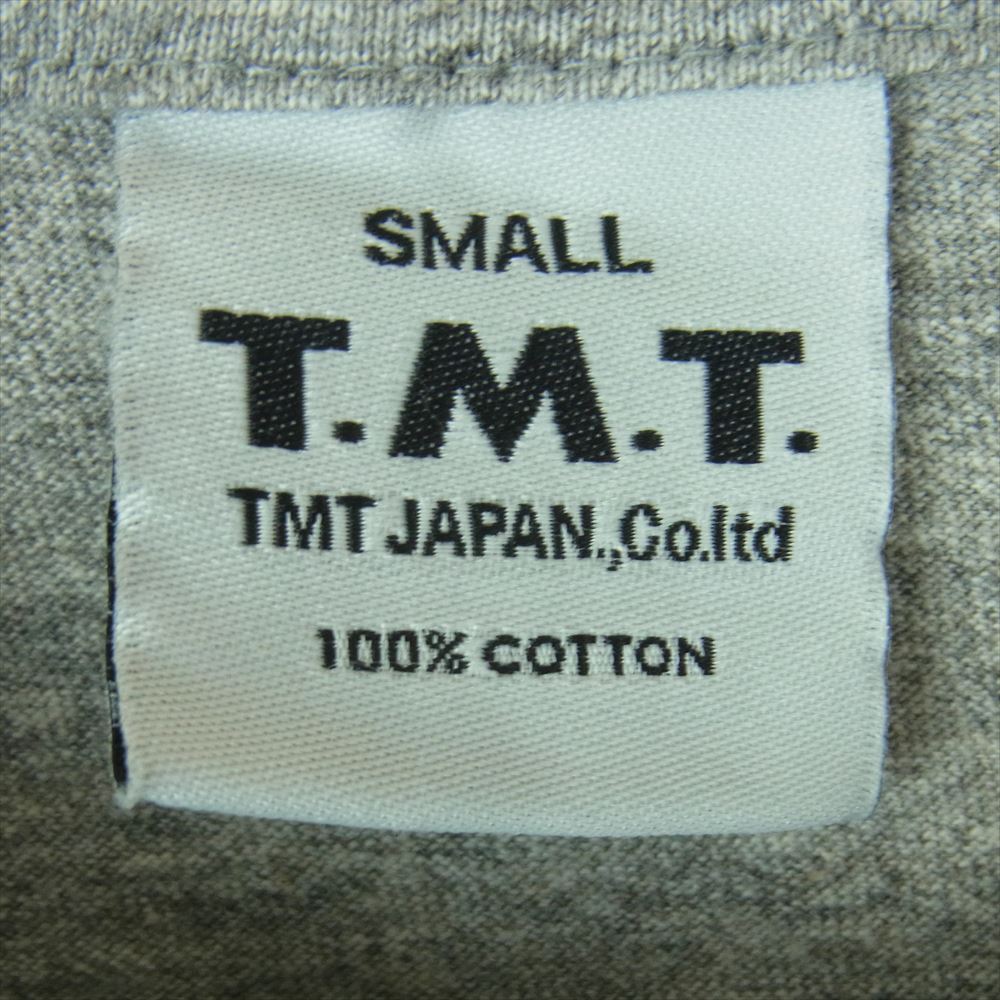 SMALL
T.M.T.
TMT JAPAN.,Co.ltd
100% COTTON